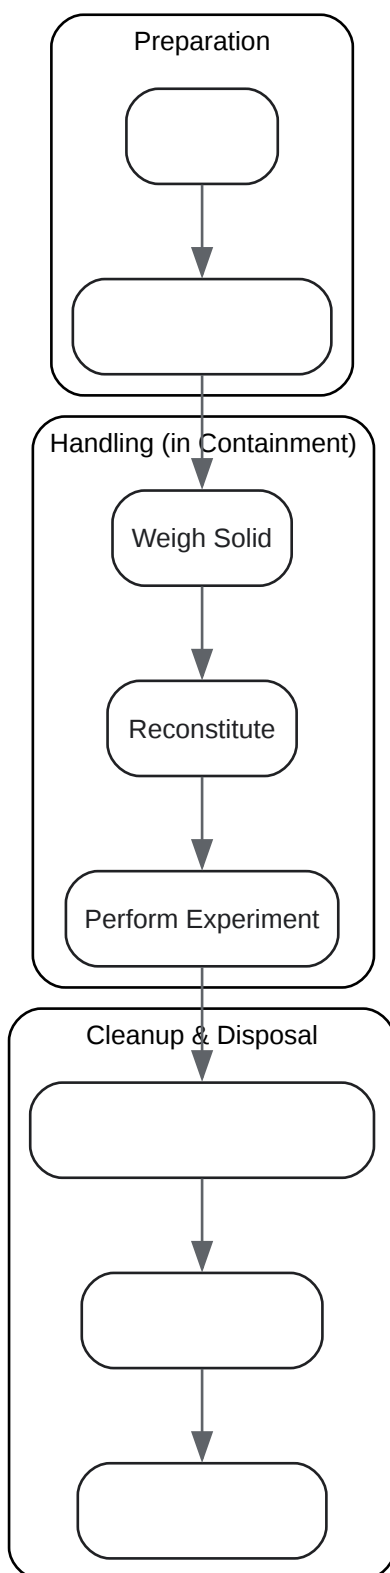 Preparation
Handling (in Containment)
Weigh Solid
Reconstitute
Perform Experiment
Cleanup & Disposal